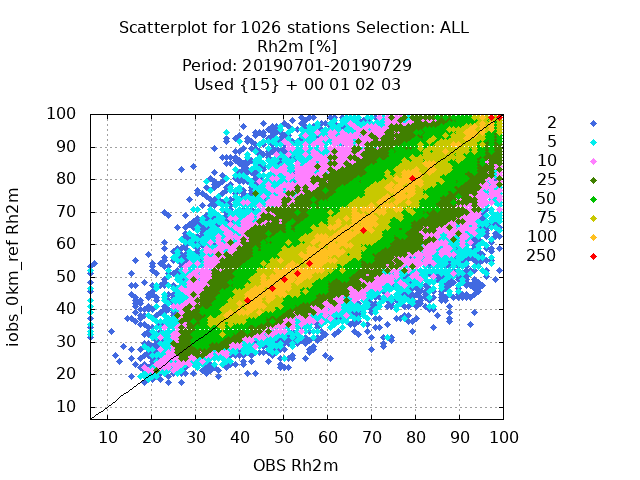 Scatterplot for 1026 stations Selection: ALL
Rh2m [%]
Period: 20190701-20190729
Used {15} + 00 01 02 03
100
90
80
70
60
50
40
30
20
10
iobs_0km_ref Rh2m
10 20 30 40 50 60 70 80 90 100
OBS Rh2m
2
5
10
25
50
75
100
250